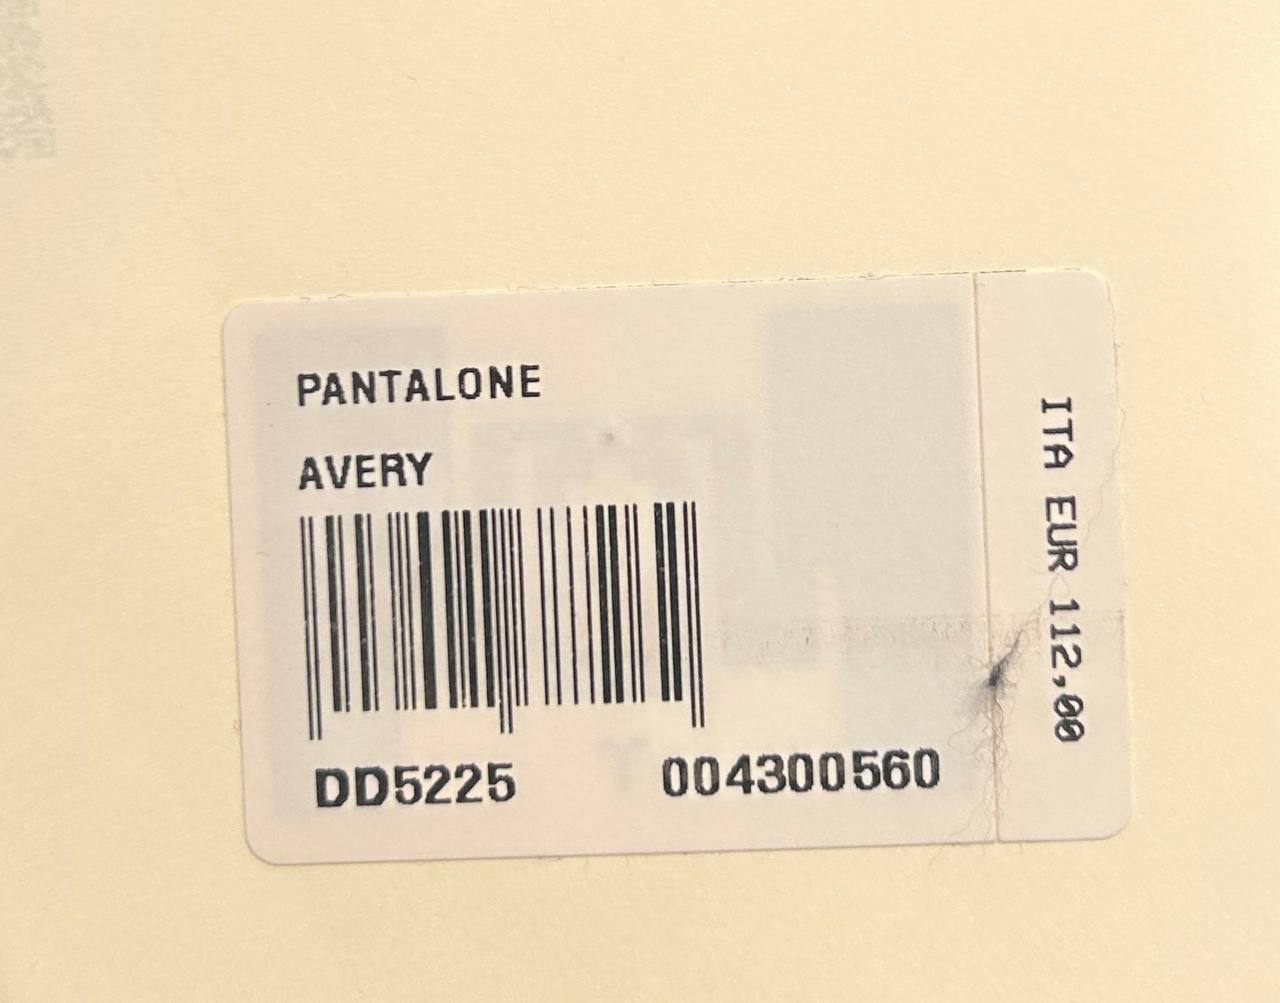 PANTALONE
AVERY
DD5225 004300560
ITA EUR 112,00